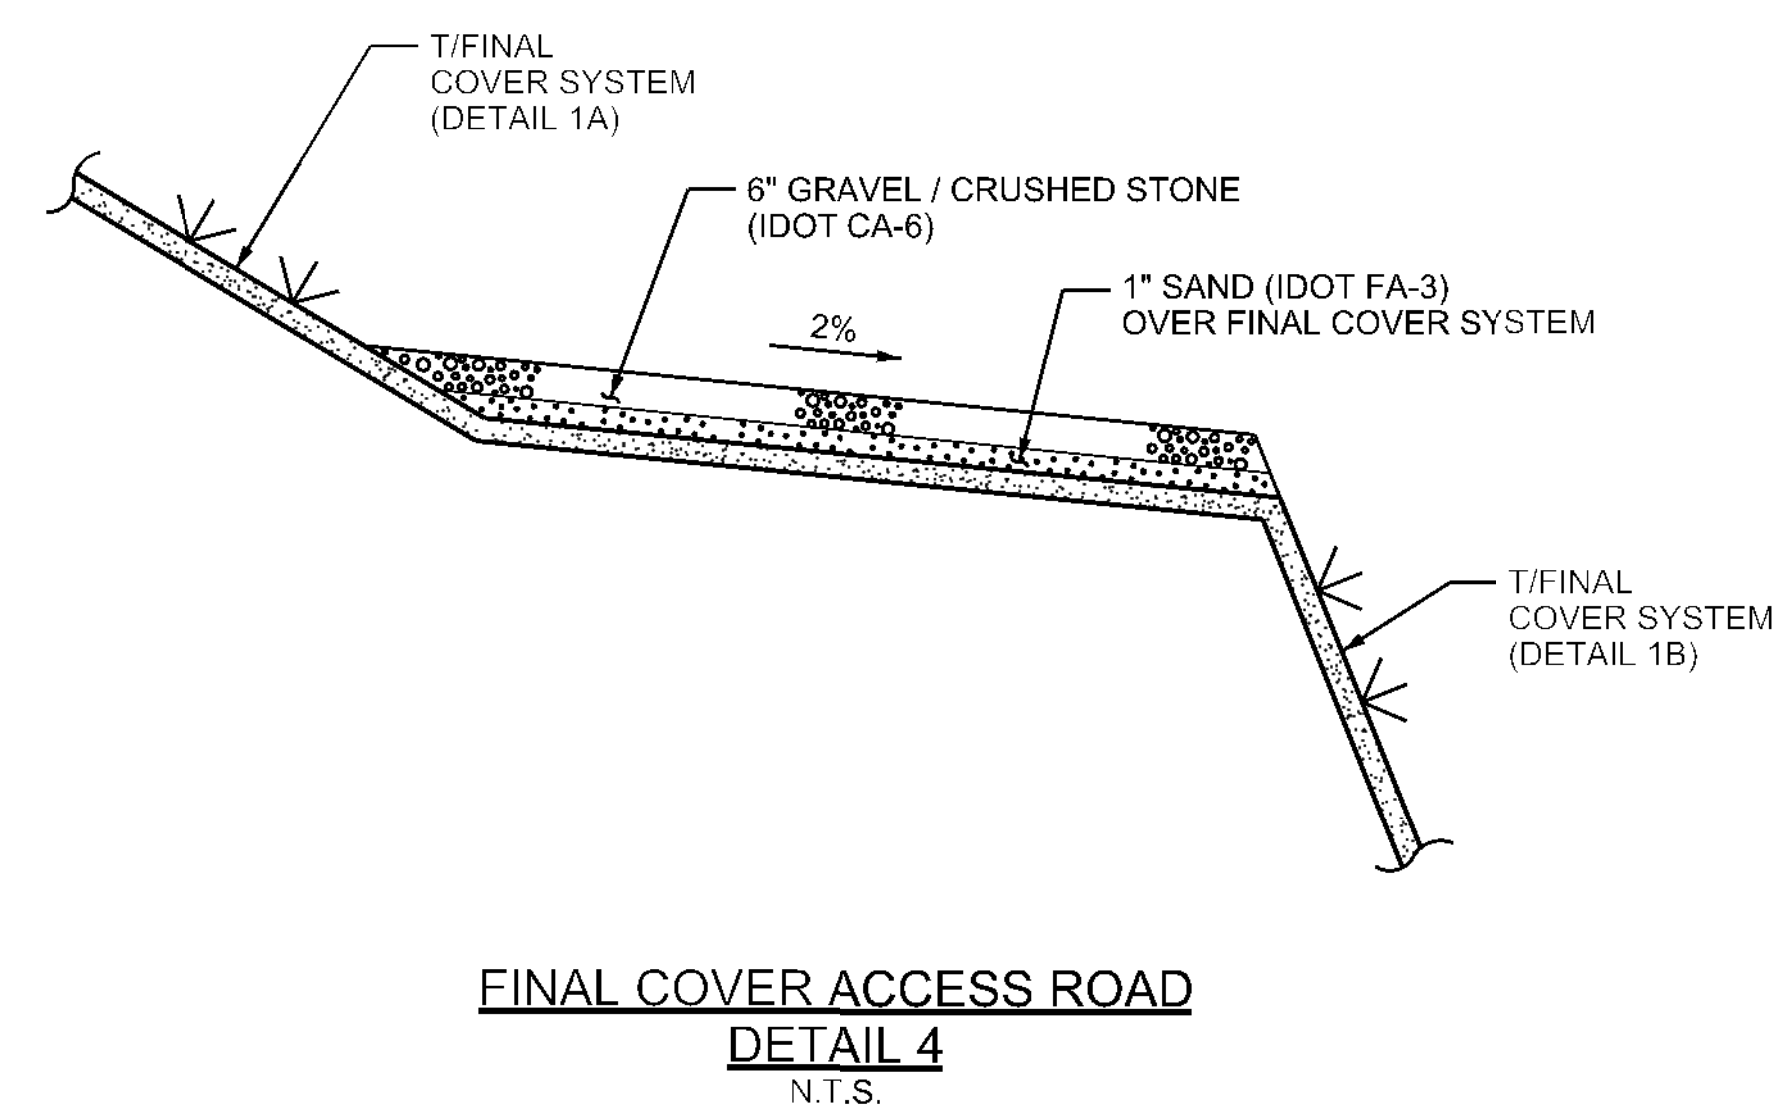 T/FINAL
COVER SYSTEM
(DETAIL 1A)
6" GRAVEL / CRUSHED STONE
(IDOT CA-6)
1" SAND (IDOT FA-3)
OVER FINAL COVER SYSTEM
2%
T/FINAL
COVER SYSTEM
(DETAIL 1B)
FINAL COVER ACCESS ROAD
DETAIL 4
N.T.S.